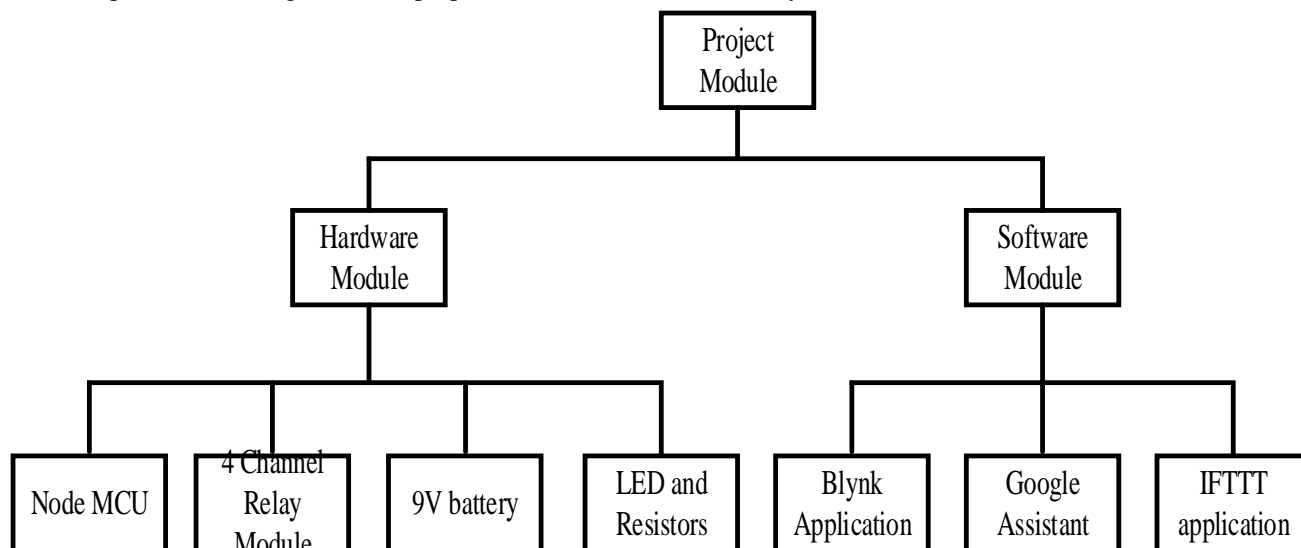 Project
Module
Hardware
Module
Software
Module
Node MCU
4 Channel
Relay
Module
9V battery
LED and
Resistors
Blynk
Application
Google
Assistant
IFTTT
application